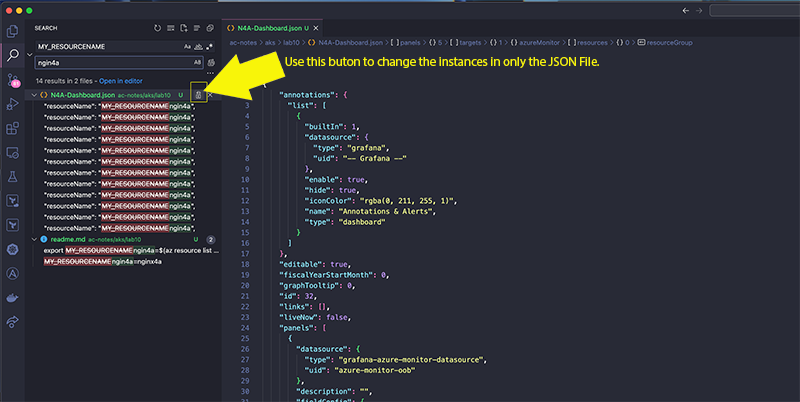 SEARCH
MY_RESOURCENAME
Aa
ab
.*
ngin4a
AB
...
14 results in 2 files - Open in editor
{} N4A-Dashboard.json ac-notes/aks/lab10 U
"resourceName": "MY_RESOURCENAMEngin4a",
"resourceName": "MY_RESOURCENAMEngin4a",
"resourceName": "MY_RESOURCENAMEngin4a",
"resourceName": "MY_RESOURCENAMEngin4a",
"resourceName": "MY_RESOURCENAMEngin4a",
"resourceName": "MY_RESOURCENAMEngin4a",
"resourceName": "MY_RESOURCENAMEngin4a",
"resourceName": "MY_RESOURCENAMEngin4a",
"resourceName": "MY_RESOURCENAMEngin4a",
"resourceName": "MY_RESOURCENAMEngin4a",
"resourceName": "MY_RESOURCENAMEngin4a",
"resourceName": "MY_RESOURCENAMEngin4a",
readme.md ac-notes/aks/lab10 U 2
export MY_RESOURCENAMEngin4a=$(az resource list ...
MY_RESOURCENAMEngin4a=nginx4a
{} N4A-Dashboard.json U
ac-notes > aks > lab10 > {} N4A-Dashboard.json > [ ] panels > {} 5 > [ ] targets > {} 1 > {} azureMonitor > [ ] resources > {} 0 > resourceGroup
Use this buton to change the instances in only the JSON File.
{
3 "annotations": {
4 "list": [
5 {
6 "builtIn": 1,
7 "datasource": {
8 "type": "grafana",
9 "uid": "-- Grafana --"
10 },
11 "enable": true,
12 "hide": true,
13 "iconColor": "rgba(0, 211, 255, 1)",
14 "name": "Annotations & Alerts",
15 "type": "dashboard"
16 }
17 ]
18 },
19 "editable": true,
20 "fiscalYearStartMonth": 0,
21 "graphTooltip": 0,
22 "id": 32,
23 "links": [],
24 "liveNow": false,
25 "panels": [
26 {
27 "datasource": {
28 "type": "grafana-azure-monitor-datasource",
29 "uid": "azure-monitor-oob"
30 },
"description": "",
"fieldConfig": {